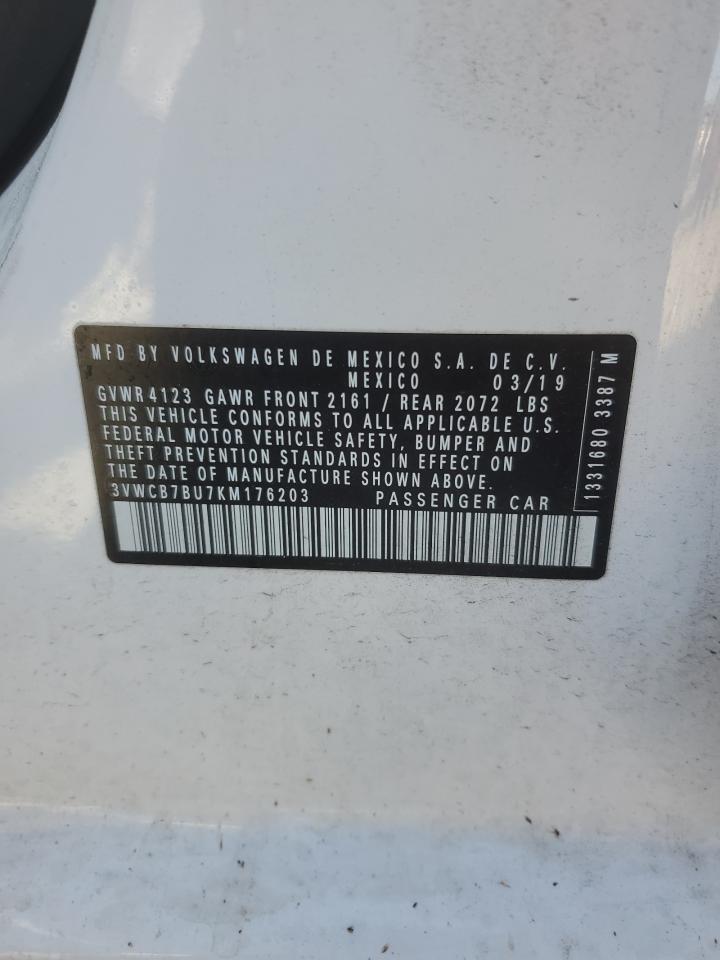 MFD BY VOLKSWAGEN DE MEXICO S.A. DE C.V.
MEXICO 03/19
GVWR 4123 GAWR FRONT 2161 / REAR 2072 LBS
THIS VEHICLE CONFORMS TO ALL APPLICABLE U.S.
FEDERAL MOTOR VEHICLE SAFETY, BUMPER AND
THEFT PREVENTION STANDARDS IN EFFECT ON
THE DATE OF MANUFACTURE SHOWN ABOVE.
3VWCB7BU7KM176203 PASSENGER CAR
1331680 3387 M